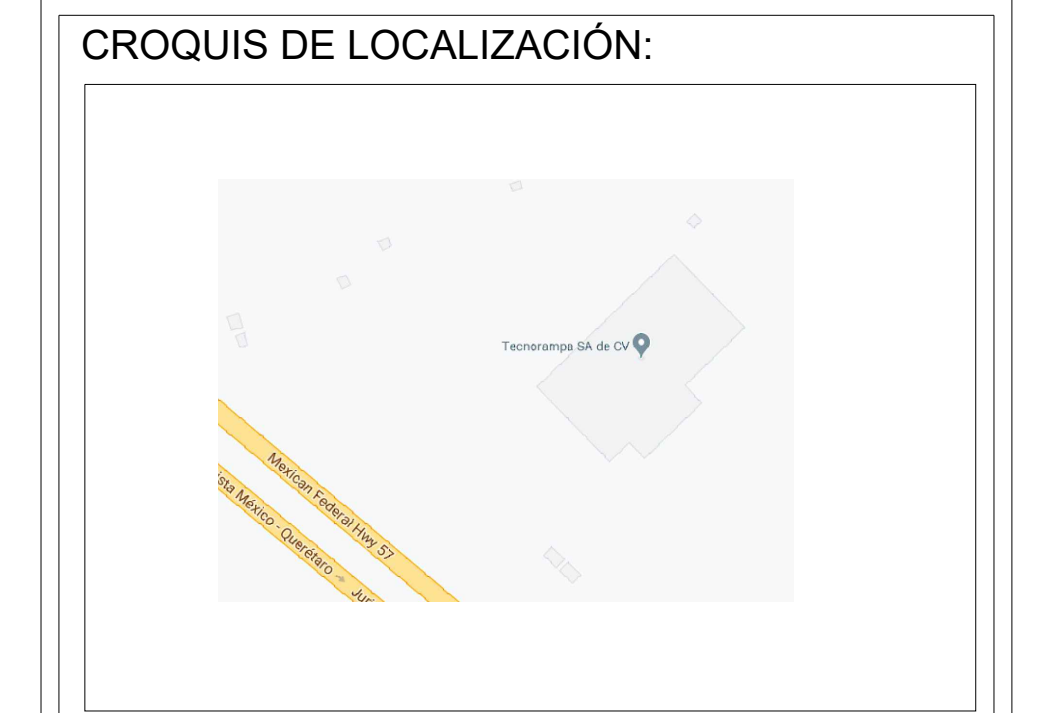 CROQUIS DE LOCALIZACIÓN:
Tecnorampa SA de CV
Mexican Federal Hwy 57
México - Querétaro